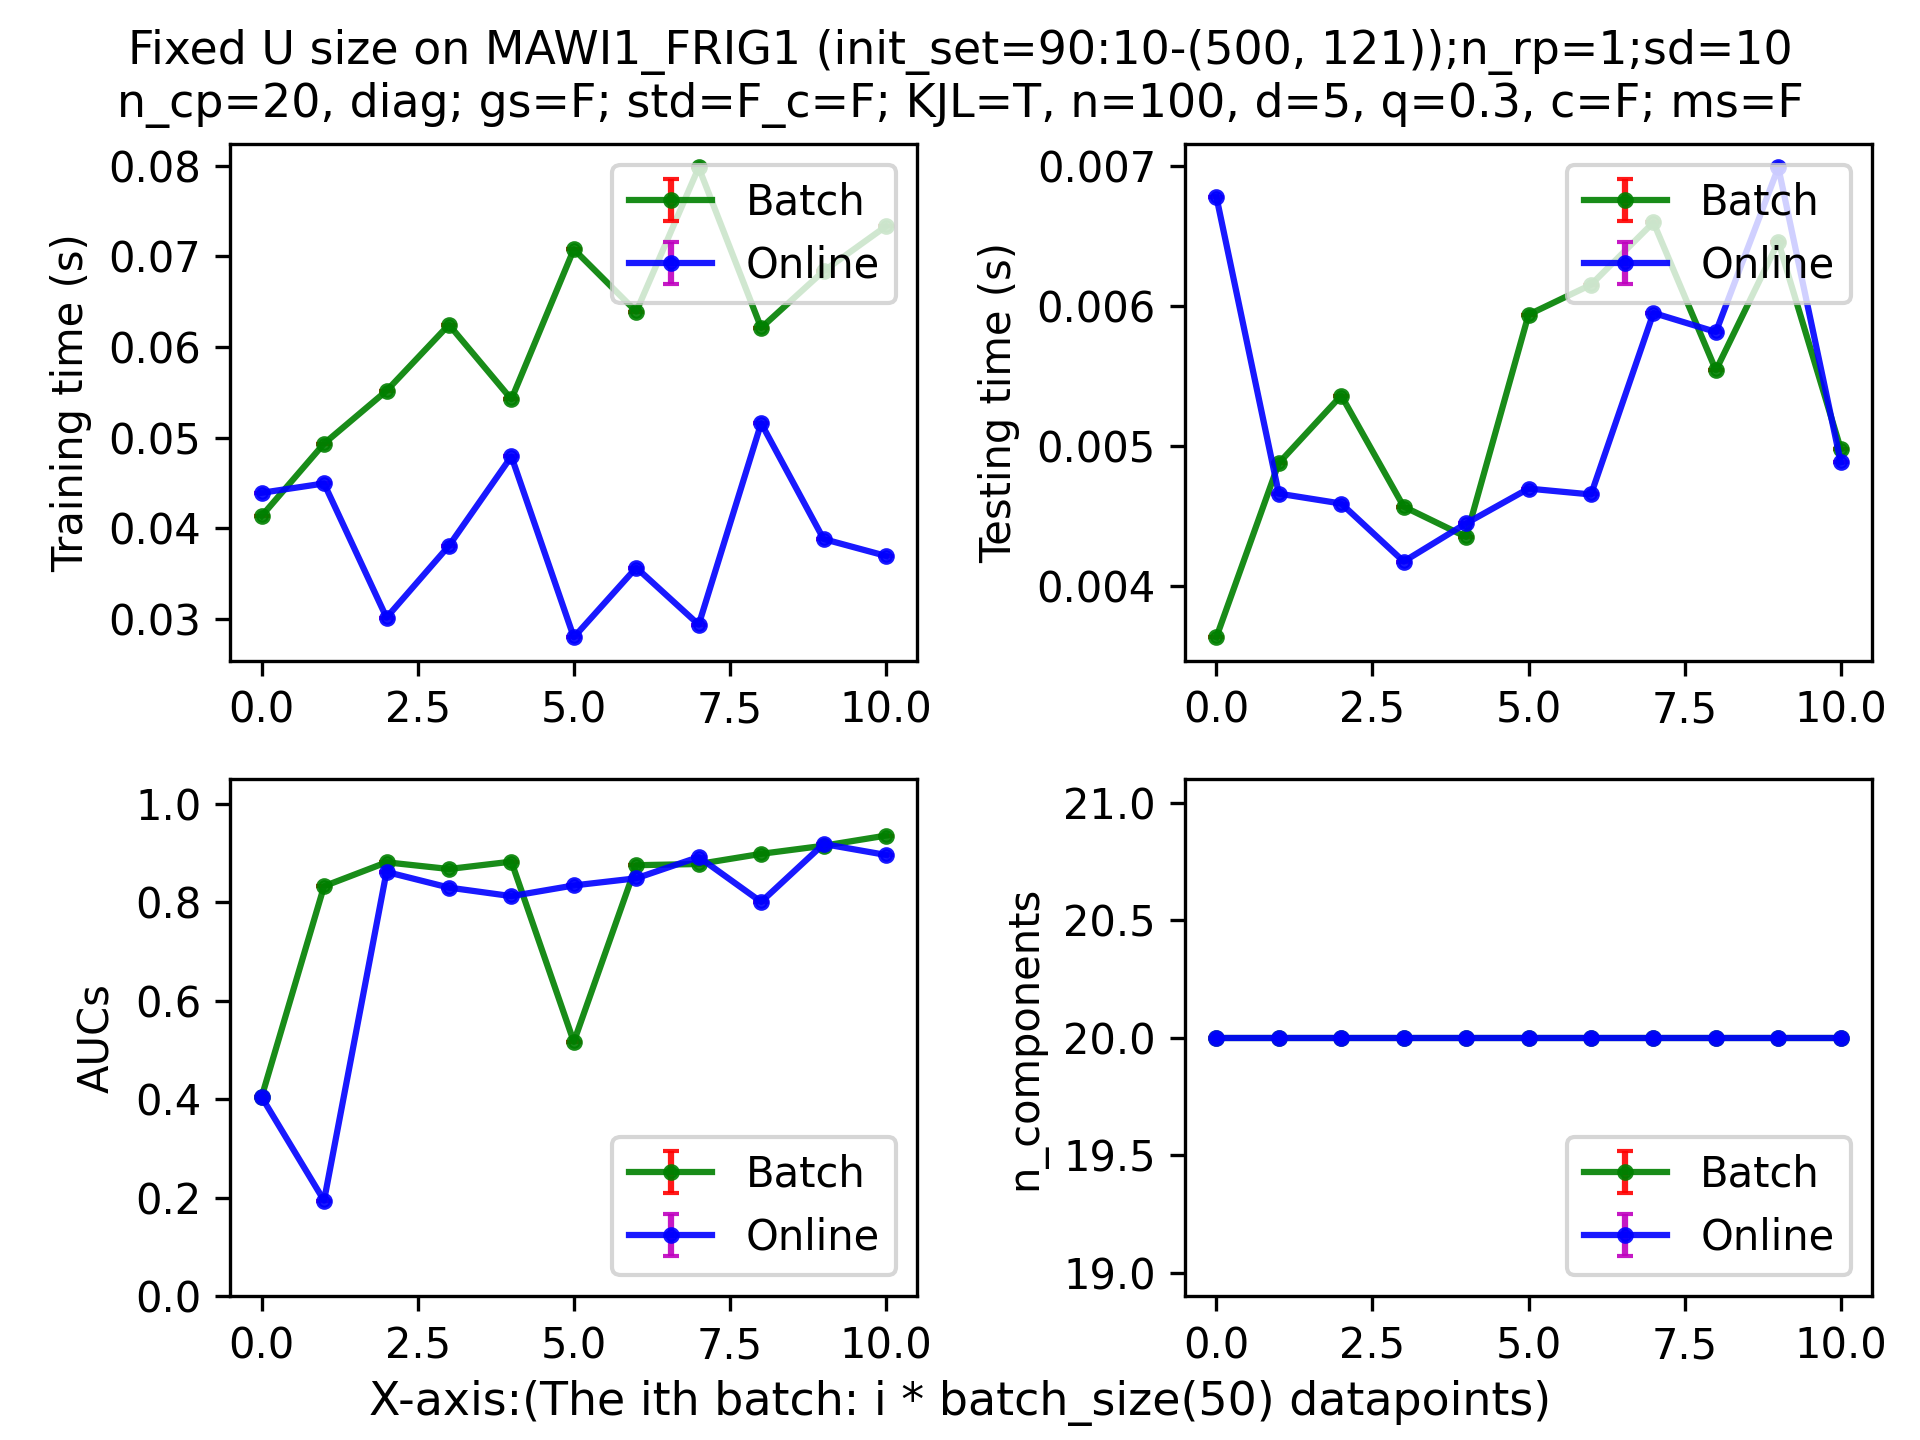 Fixed U size on MAWI1_FRIG1 (init_set=90:10-(500, 121));n_rp=1;sd=10
n_cp=20, diag; gs=F; std=F_c=F; KJL=T, n=100, d=5, q=0.3, c=F; ms=F
Training time (s)
0.08
0.07
0.06
0.05
0.04
0.03
0.0 2.5 5.0 7.5 10.0
Batch
Online
Testing time (s)
0.007
0.006
0.005
0.004
0.0 2.5 5.0 7.5 10.0
Batch
Online
AUCs
1.0
0.8
0.6
0.4
0.2
0.0
0.0 2.5 5.0 7.5 10.0
Batch
Online
n_components
21.0
20.5
20.0
19.5
19.0
0.0 2.5 5.0 7.5 10.0
Batch
Online
X-axis:(The ith batch: i * batch_size(50) datapoints)